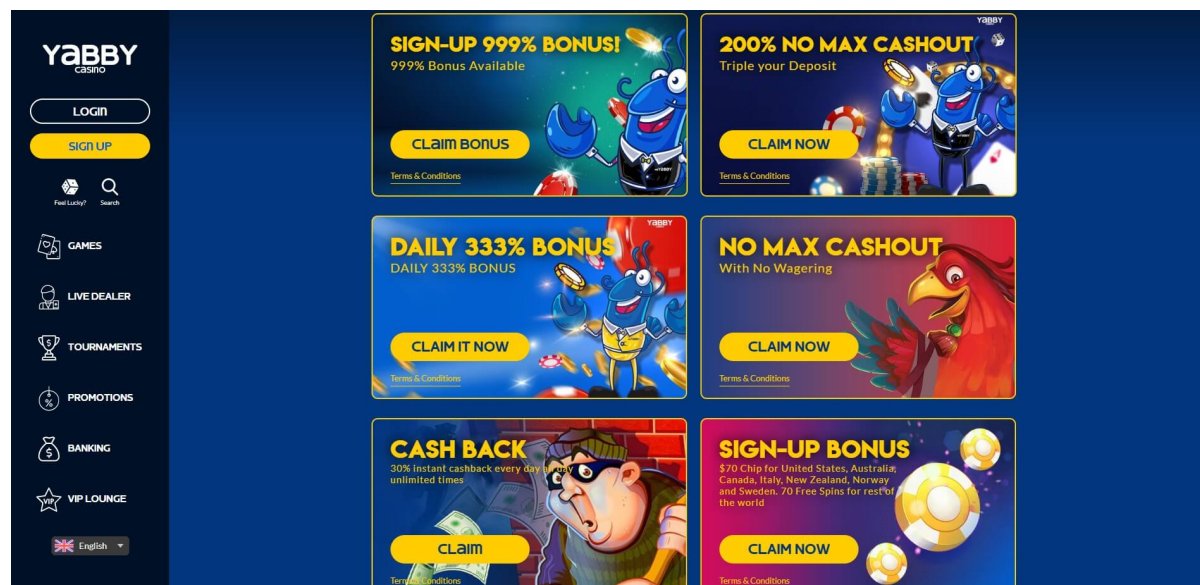 YaBBY
casino
LOGIN
SIGN UP
Feel Lucky?
Search
GAMES
LIVE DEALER
TOURNAMENTS
PROMOTIONS
BANKING
VIP
VIP LOUNGE
English
SIGN-UP 999% BONUS!
999% Bonus Available
CLaim BONUS
Terms & Conditions
YaBBY
200% NO MAX CASHOUT
Triple your Deposit
CLAIM NOW
Terms & Conditions
YaBBY
DAILY 333% BONUS
DAILY 333% BONUS
CLAIM IT NOW
Terms & Conditions
NO MAX CASHOUT
With No Wagering
CLAIM NOW
Terms & Conditions
CASH BACK
30% instant cashback every day all day
unlimited times
CLaim
Terms & Conditions
SIGN-UP BONUS
$70 Chip for United States, Australia,
Canada, Italy, New Zealand, Norway
and Sweden. 70 Free Spins for rest of
the world
CLAIM NOW
Terms & Conditions